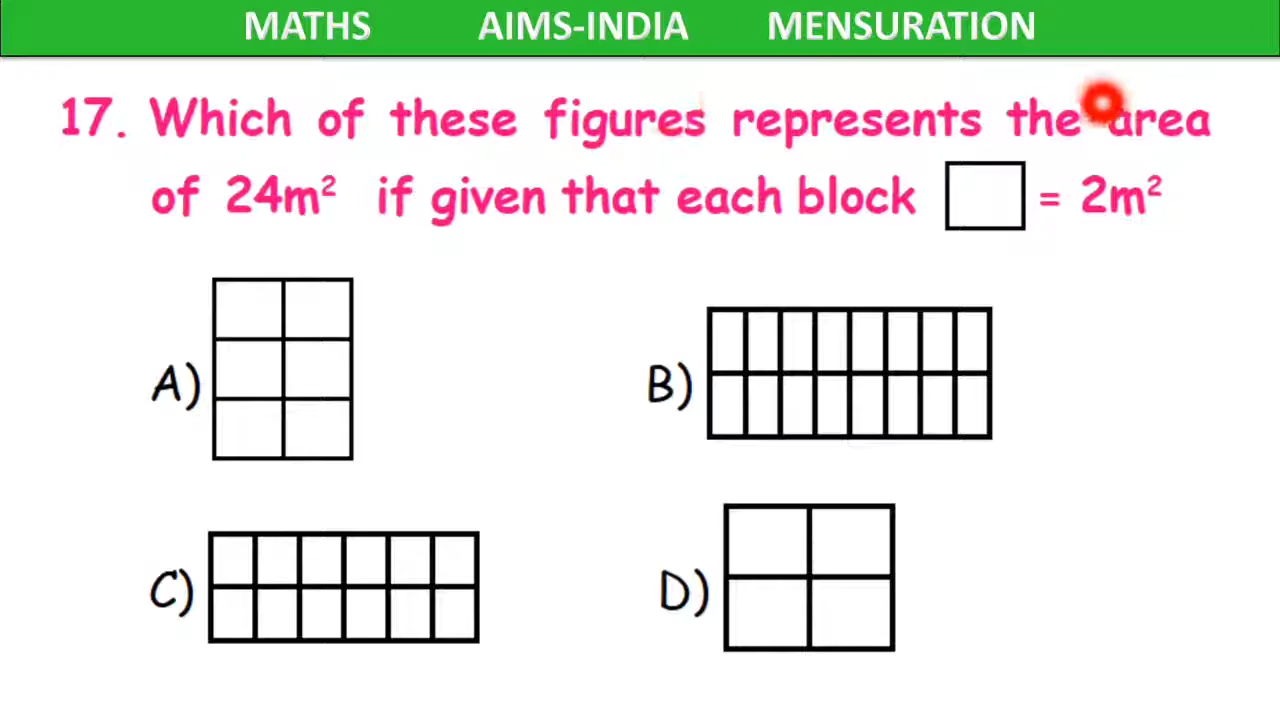 MATHS AIMS-INDIA MENSURATION
17. Which of these figures represents the area
of 24m² if given that each block = 2m²
A)
B)
C)
D)